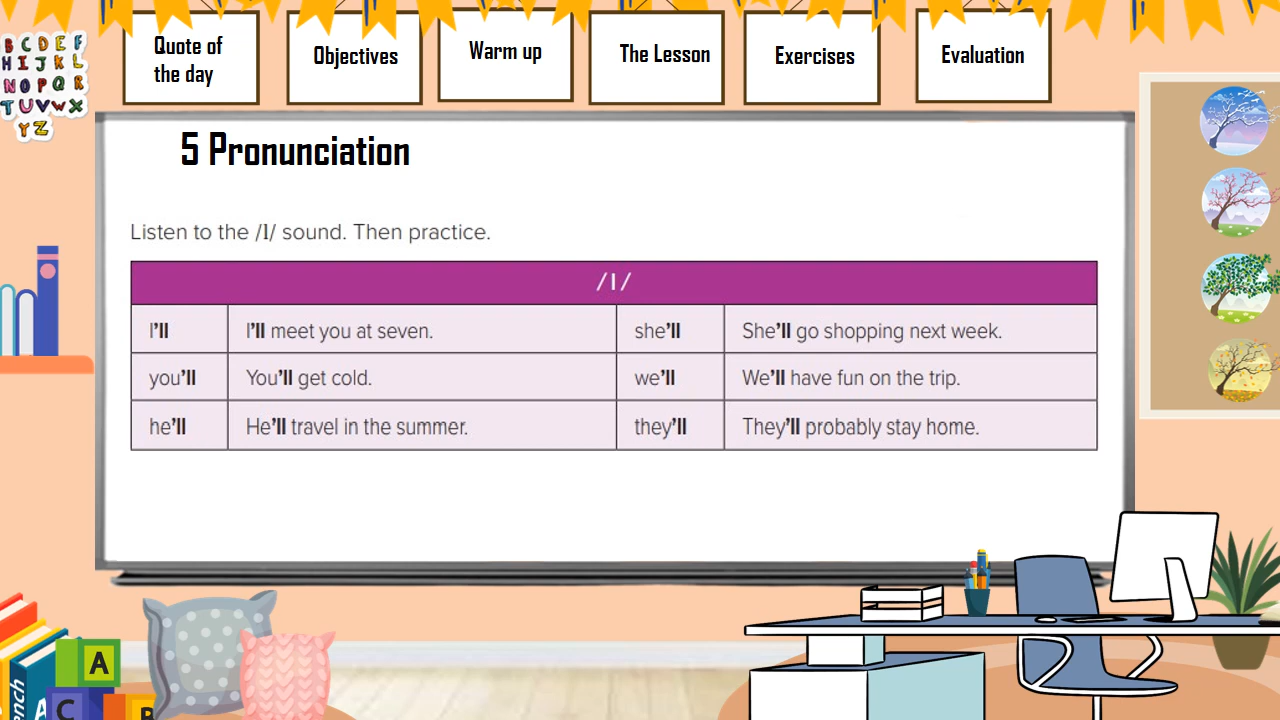 Quote of
the day
Objectives
Warm up
The Lesson
Exercises
Evaluation
B C D E F
H I J K L
N O P Q R
T U V W X
Y Z
5 Pronunciation
Listen to the /l/ sound. Then practice.
/l/
I'll I'll meet you at seven. she'll She'll go shopping next week.
you'll You'll get cold. we'll We'll have fun on the trip.
he'll He'll travel in the summer. they'll They'll probably stay home.
A
A
C
B